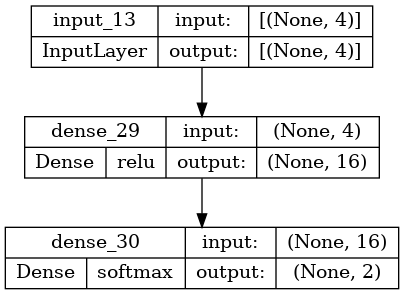 input_13 input: [(None, 4)]
InputLayer output: [(None, 4)]
dense_29 input: (None, 4)
Dense relu output: (None, 16)
dense_30 input: (None, 16)
Dense softmax output: (None, 2)